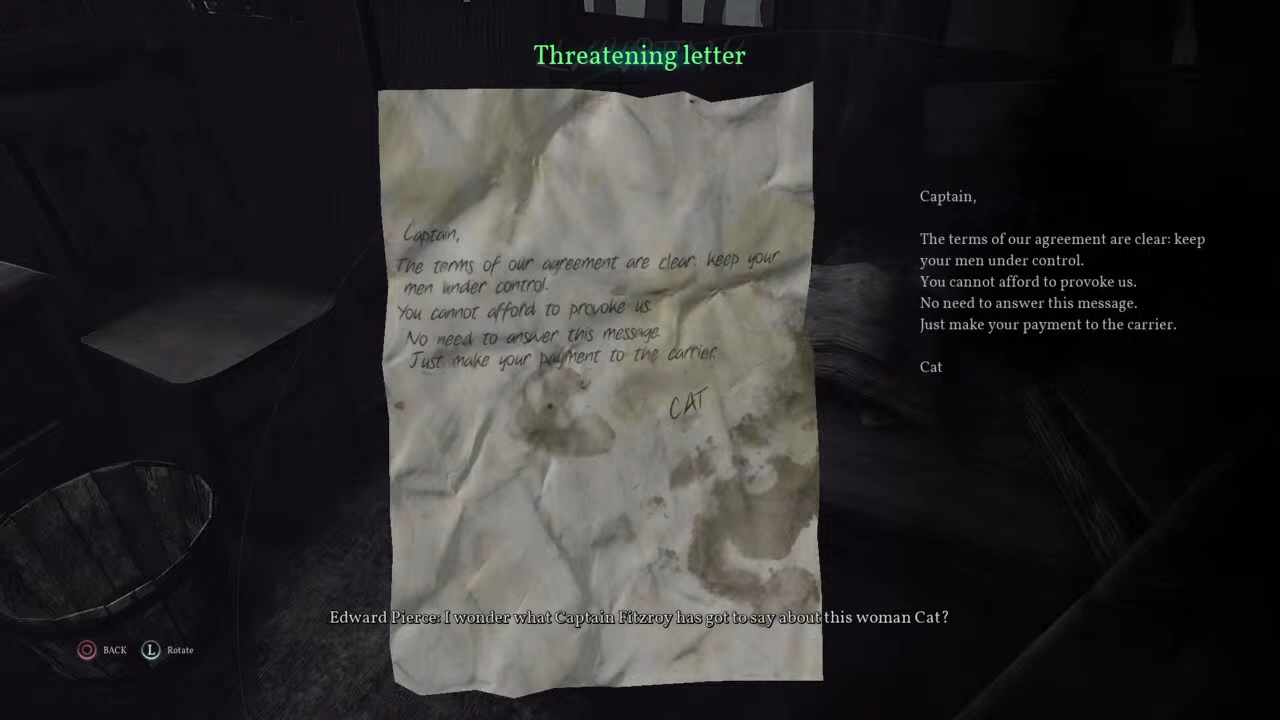 Threatening letter
Captain,
The terms of our agreement are clear: keep your
men under control.
You cannot afford to provoke us.
No need to answer this message.
Just make your payment to the carrier.
CAT
Captain,
The terms of our agreement are clear: keep
your men under control.
You cannot afford to provoke us.
No need to answer this message.
Just make your payment to the carrier.
Cat
Edward Pierce: I wonder what Captain Fitzroy has got to say about this woman Cat?
BACK L Rotate